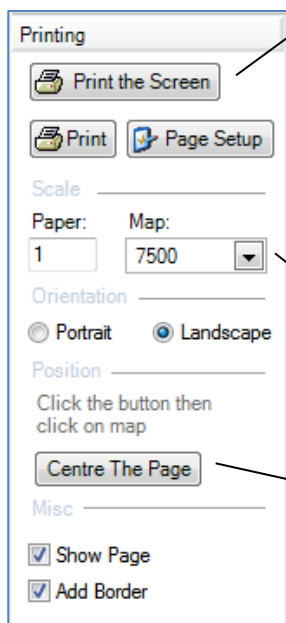 Printing
Print the Screen
Print Page Setup
Scale
Paper: Map:
1 7500
Orientation
Portrait Landscape
Position
Click the button then
click on map
Centre The Page
Misc
Show Page
Add Border